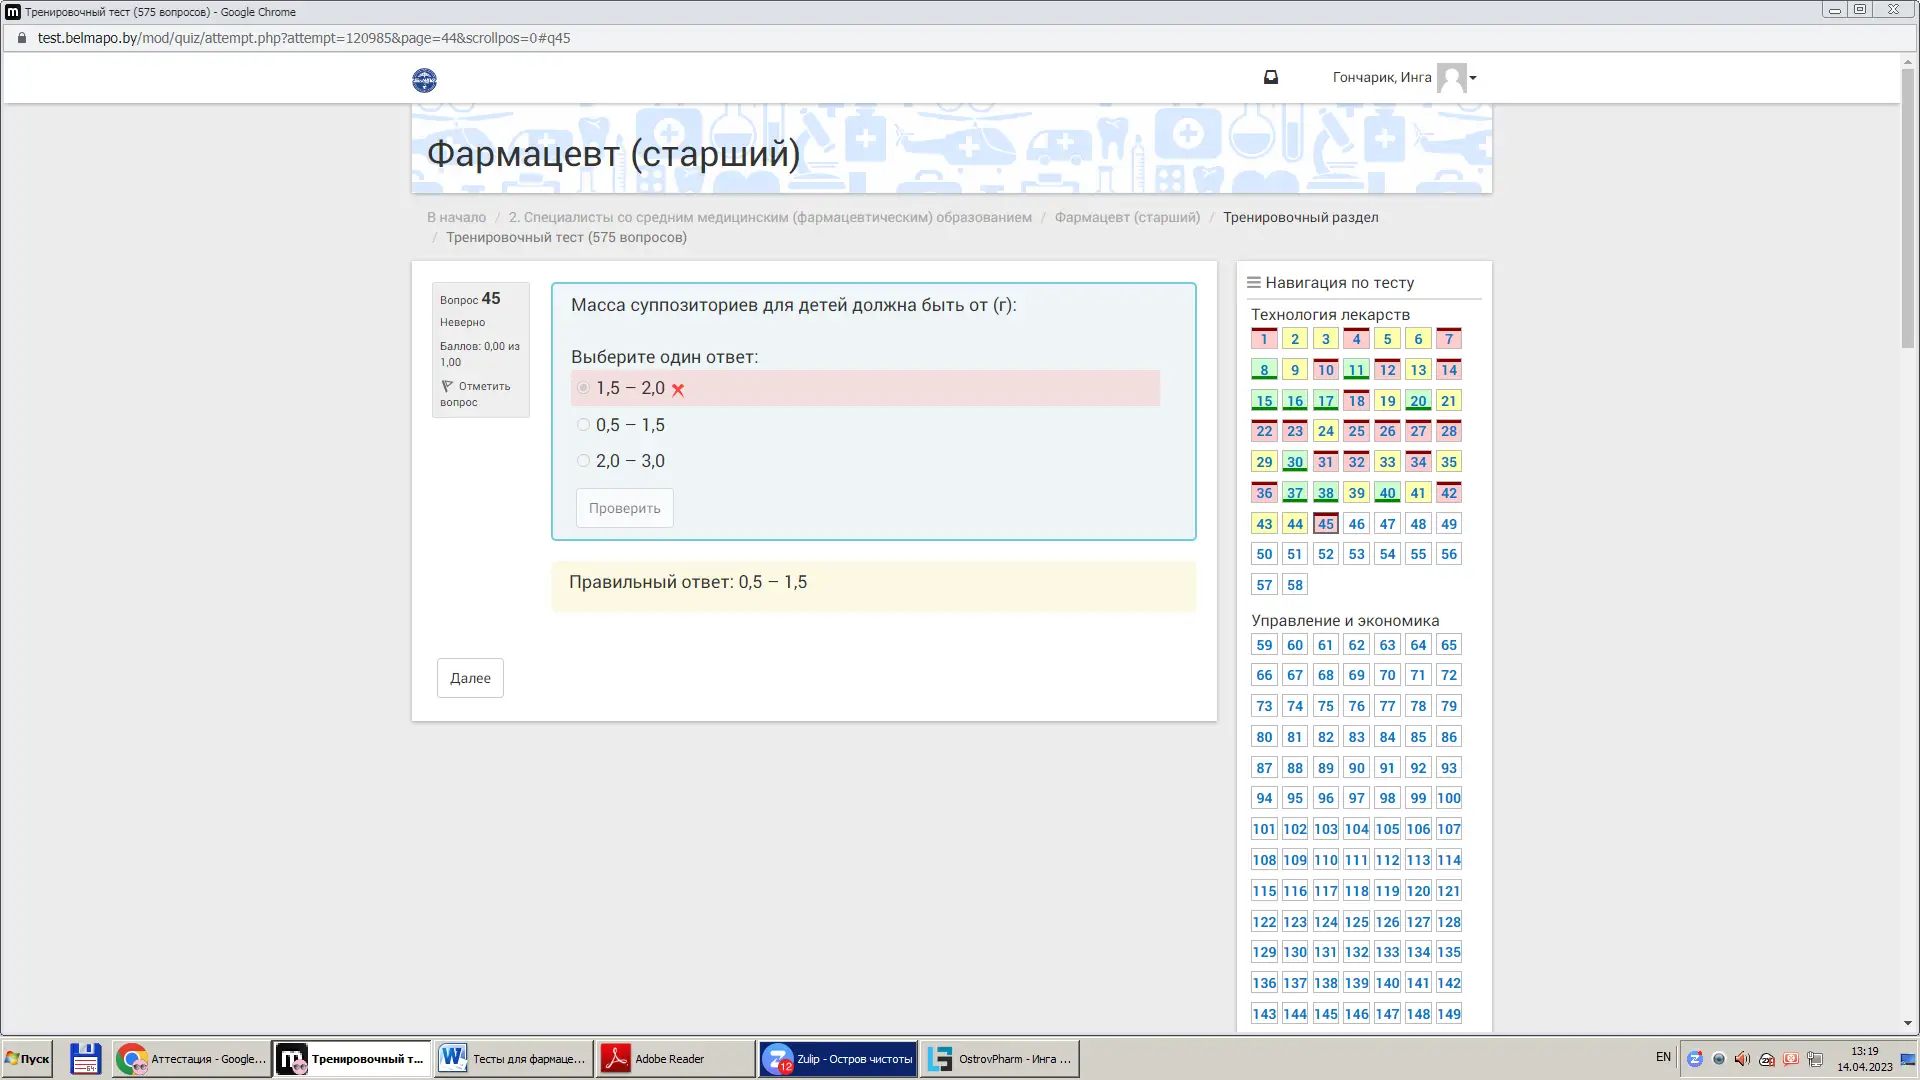 Тренировочный тест (575 вопросов) - Google Chrome
test.belmapo.by/mod/quiz/attempt.php?attempt=120985&page=44&scrollpos=0#q45
Гончарик, Инга
Фармацевт (старший)
В начало / 2. Специалисты со средним медицинским (фармацевтическим) образованием / Фармацевт (старший) / Тренировочный раздел
/ Тренировочный тест (575 вопросов)
Вопрос 45
Неверно
Баллов: 0,00 из
1,00
Отметить
вопрос
Масса суппозиториев для детей должна быть от (г):
Выберите один ответ:
1,5 – 2,0
0,5 – 1,5
2,0 – 3,0
Проверить
Правильный ответ: 0,5 – 1,5
Далее
Навигация по тесту
Технология лекарств
1 2 3 4 5 6 7
8 9 10 11 12 13 14
15 16 17 18 19 20 21
22 23 24 25 26 27 28
29 30 31 32 33 34 35
36 37 38 39 40 41 42
43 44 45 46 47 48 49
50 51 52 53 54 55 56
57 58
Управление и экономика
59 60 61 62 63 64 65
66 67 68 69 70 71 72
73 74 75 76 77 78 79
80 81 82 83 84 85 86
87 88 89 90 91 92 93
94 95 96 97 98 99 100
101 102 103 104 105 106 107
108 109 110 111 112 113 114
115 116 117 118 119 120 121
122 123 124 125 126 127 128
129 130 131 132 133 134 135
136 137 138 139 140 141 142
143 144 145 146 147 148 149
Пуск
Аттестация - Google...
Тренировочный т...
Тесты для фармаце...
Adobe Reader
12
Zulip - Остров чистоты
OstrovPharm - Инга ...
EN
13:19
14.04.2023